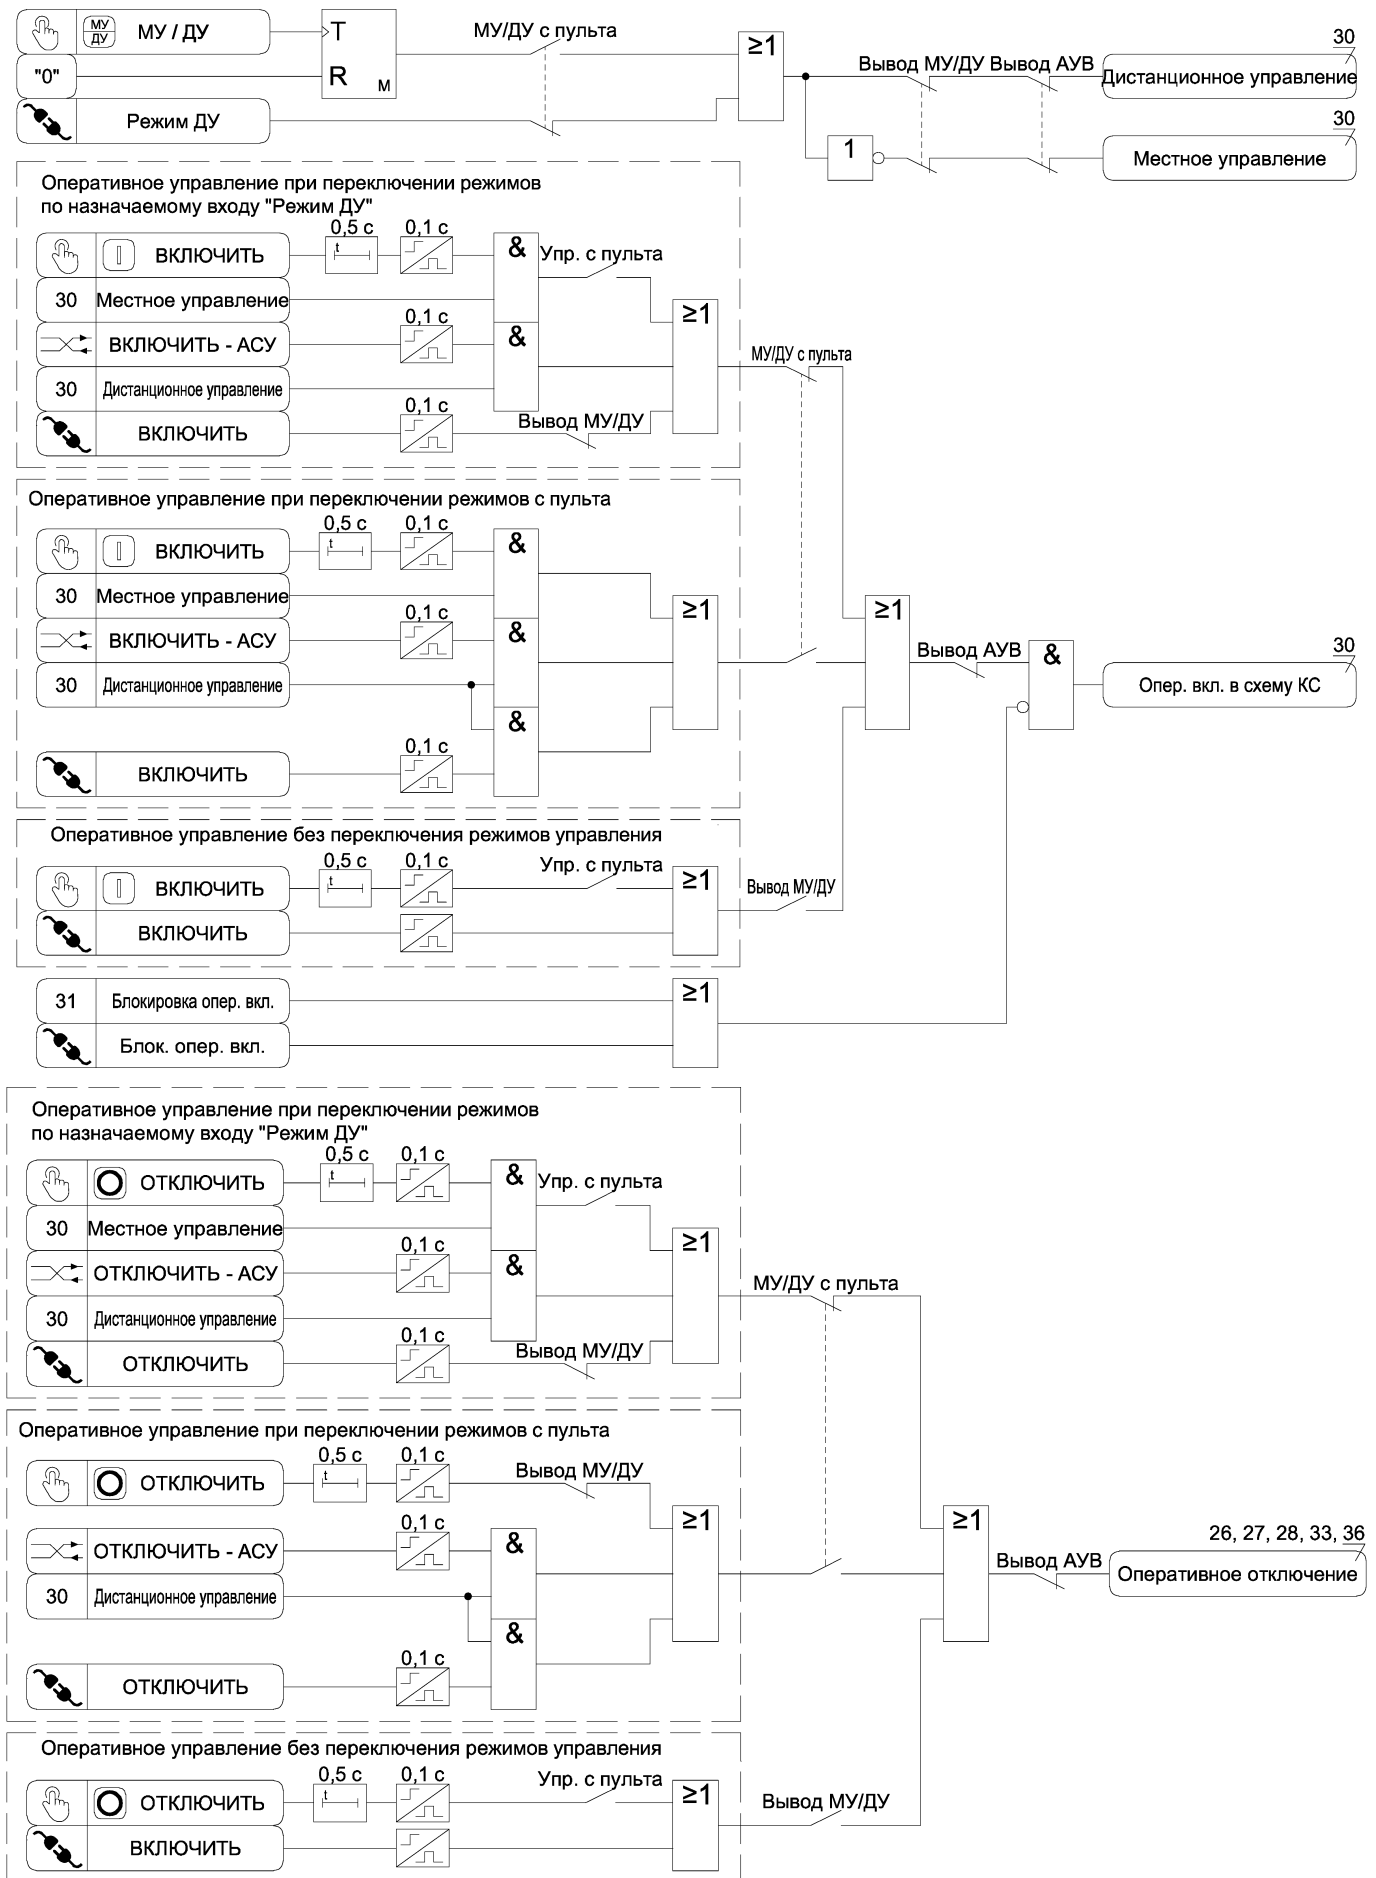 МУ/ДУ МУ / ДУ
T
МУ/ДУ с пульта
≥1
30
"0"
R
M
Вывод МУ/ДУ Вывод АУВ
Дистанционное управление
Режим ДУ
30
1
Местное управление
Оперативное управление при переключении режимов
по назначаемому входу "Режим ДУ"
0,5 с
0,1 с
t
ВКЛЮЧИТЬ
&
Упр. с пульта
30 Местное управление
≥1
0,1 с
ВКЛЮЧИТЬ - АСУ
&
МУ/ДУ с пульта
30 Дистанционное управление
0,1 с
ВКЛЮЧИТЬ
Вывод МУ/ДУ
Оперативное управление при переключении режимов с пульта
0,5 с
0,1 с
t
ВКЛЮЧИТЬ
&
30 Местное управление
≥1
≥1
0,1 с
ВКЛЮЧИТЬ - АСУ
&
Вывод АУВ
&
30
30 Дистанционное управление
Опер. вкл. в схему КС
&
0,1 с
ВКЛЮЧИТЬ
Оперативное управление без переключения режимов управления
0,5 с
0,1 с
Упр. с пульта
t
ВКЛЮЧИТЬ
≥1
Вывод МУ/ДУ
ВКЛЮЧИТЬ
31 Блокировка опер. вкл.
≥1
Блок. опер. вкл.
Оперативное управление при переключении режимов
по назначаемому входу "Режим ДУ"
0,5 с
0,1 с
t
ОТКЛЮЧИТЬ
&
Упр. с пульта
30 Местное управление
≥1
0,1 с
ОТКЛЮЧИТЬ - АСУ
&
МУ/ДУ с пульта
30 Дистанционное управление
0,1 с
ОТКЛЮЧИТЬ
Вывод МУ/ДУ
Оперативное управление при переключении режимов с пульта
0,5 с
0,1 с
t
ОТКЛЮЧИТЬ
Вывод МУ/ДУ
≥1
≥1
0,1 с
ОТКЛЮЧИТЬ - АСУ
&
26, 27, 28, 33, 36
Вывод АУВ
Оперативное отключение
30 Дистанционное управление
&
0,1 с
ОТКЛЮЧИТЬ
Оперативное управление без переключения режимов управления
0,5 с
0,1 с
Упр. с пульта
t
ОТКЛЮЧИТЬ
≥1
Вывод МУ/ДУ
ВКЛЮЧИТЬ